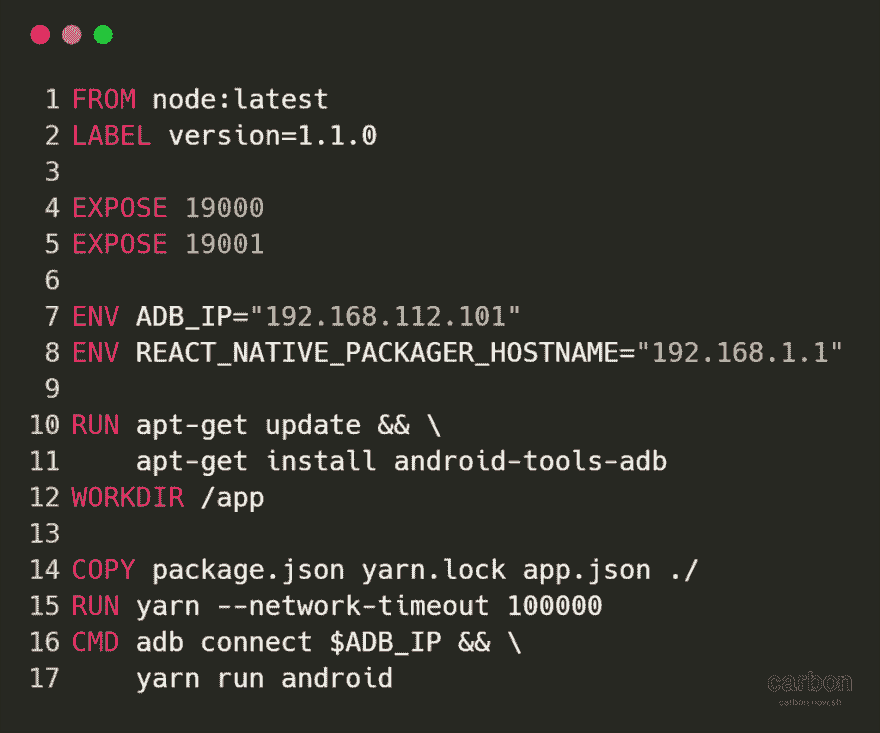 1 FROM node:latest
2 LABEL version=1.1.0
3
4 EXPOSE 19000
5 EXPOSE 19001
6
7 ENV ADB_IP="192.168.112.101"
8 ENV REACT_NATIVE_PACKAGER_HOSTNAME="192.168.1.1"
9
10 RUN apt-get update && \
11     apt-get install android-tools-adb
12 WORKDIR /app
13
14 COPY package.json yarn.lock app.json ./
15 RUN yarn --network-timeout 100000
16 CMD adb connect $ADB_IP && \
17     yarn run android
carbon
carbon.now.sh